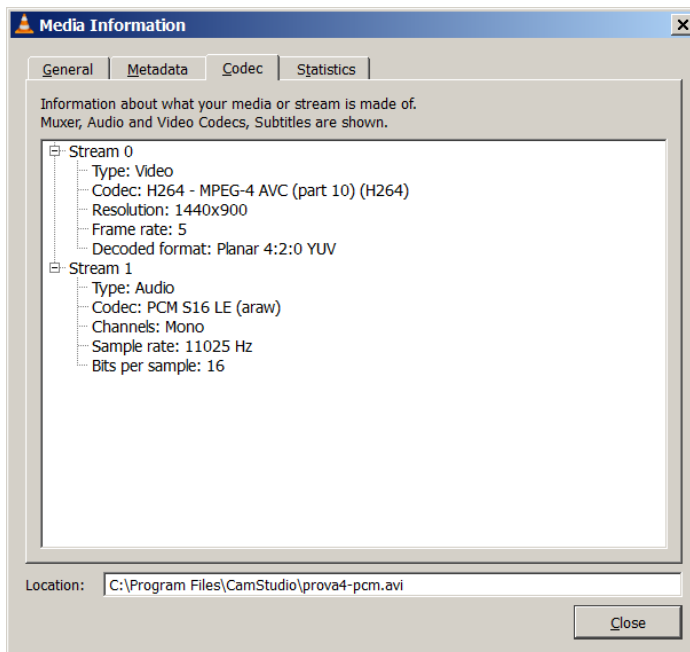 Media Information
General Metadata Codec Statistics
Information about what your media or stream is made of.
Muxer, Audio and Video Codecs, Subtitles are shown.
Stream 0
Type: Video
Codec: H264 - MPEG-4 AVC (part 10) (H264)
Resolution: 1440x900
Frame rate: 5
Decoded format: Planar 4:2:0 YUV
Stream 1
Type: Audio
Codec: PCM S16 LE (araw)
Channels: Mono
Sample rate: 11025 Hz
Bits per sample: 16
Location: C:\Program Files\CamStudio\prova4-pcm.avi
Close